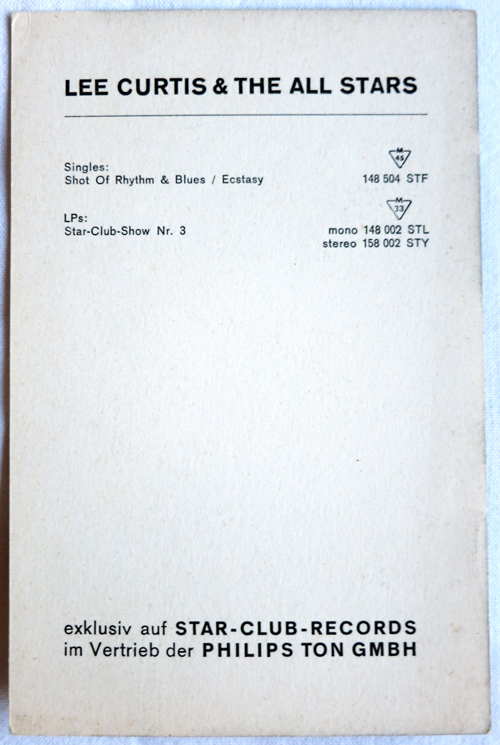 LEE CURTIS & THE ALL STARS
M
45
Singles:
Shot Of Rhythm & Blues / Ecstasy 148 504 STF
M
33
LPs:
Star-Club-Show Nr. 3 mono 148 002 STL
stereo 158 002 STY
exklusiv auf STAR-CLUB-RECORDS
im Vertrieb der PHILIPS TON GMBH